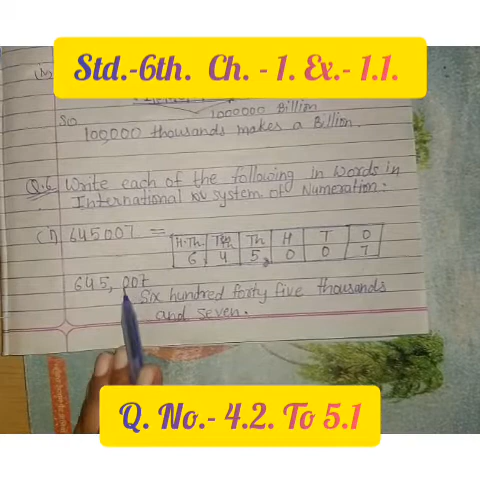 Std.-6th. Ch. - 1. Ex.- 1.1.
1000000 Billion
So
100000 thousands makes a Billion.
Q.6 Write each of the following in words in
International system of Numeration:
(1) 645007 =
H.Th. T.Th Th H T O
6 4 5, 0 0 7
645,007
Six hundred forty five thousands
and seven.
Q. No.- 4.2. To 5.1